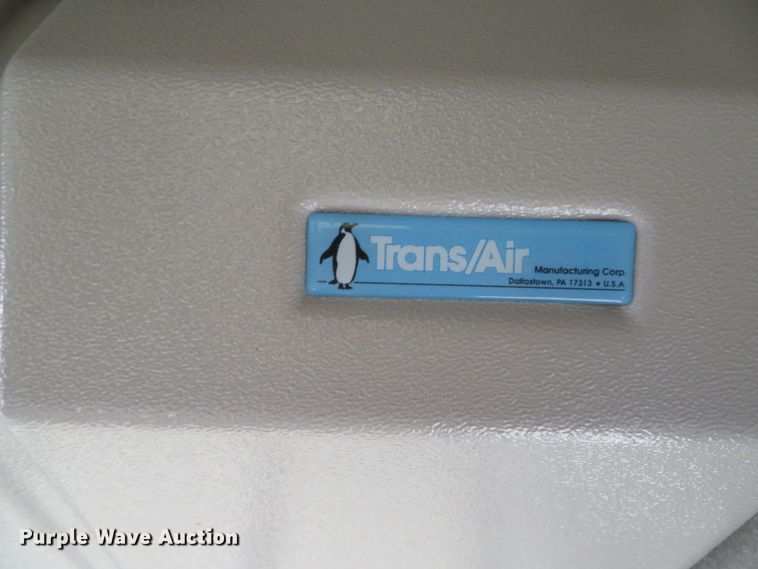 Trans/Air
Manufacturing Corp.
Dallastown, PA 17313 ★ U.S.A.
Purple Wave Auction